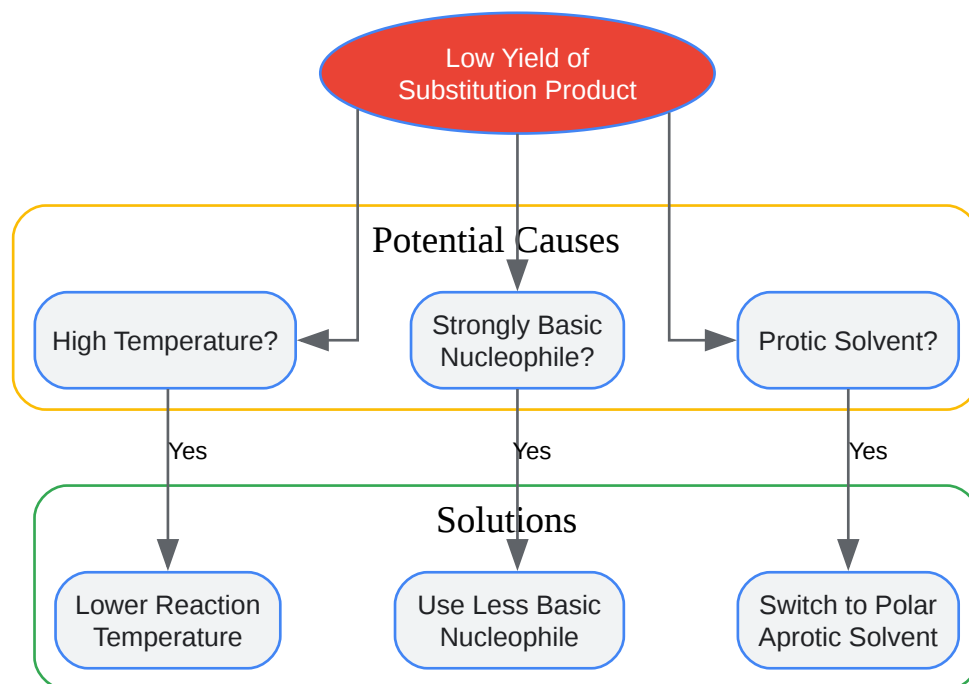 Low Yield of
Substitution Product
Potential Causes
High Temperature?
Strongly Basic
Nucleophile?
Protic Solvent?
Yes
Yes
Yes
Solutions
Lower Reaction
Temperature
Use Less Basic
Nucleophile
Switch to Polar
Aprotic Solvent